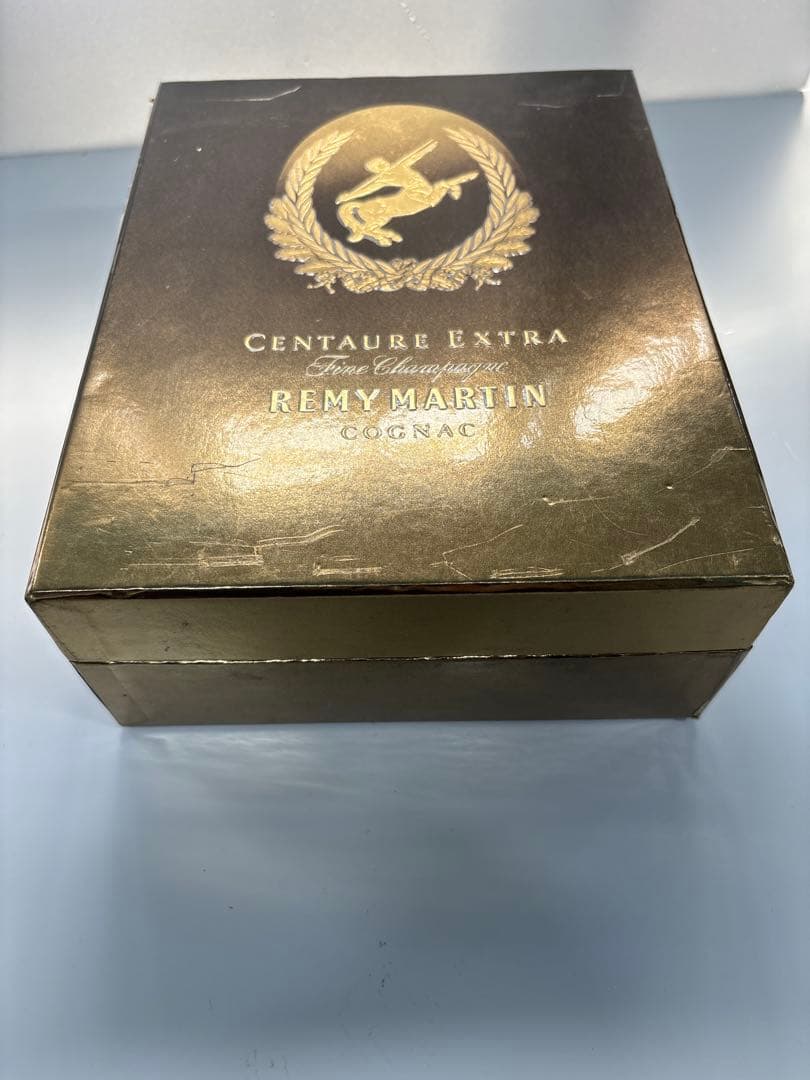 CENTAURE EXTRA
Fine Champagne
REMY MARTIN
COGNAC